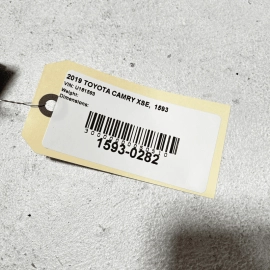 2019 TOYOTA CAMRY XSE, 1593
VIN: U181593
Weight:
Dimensions:
1593-0282